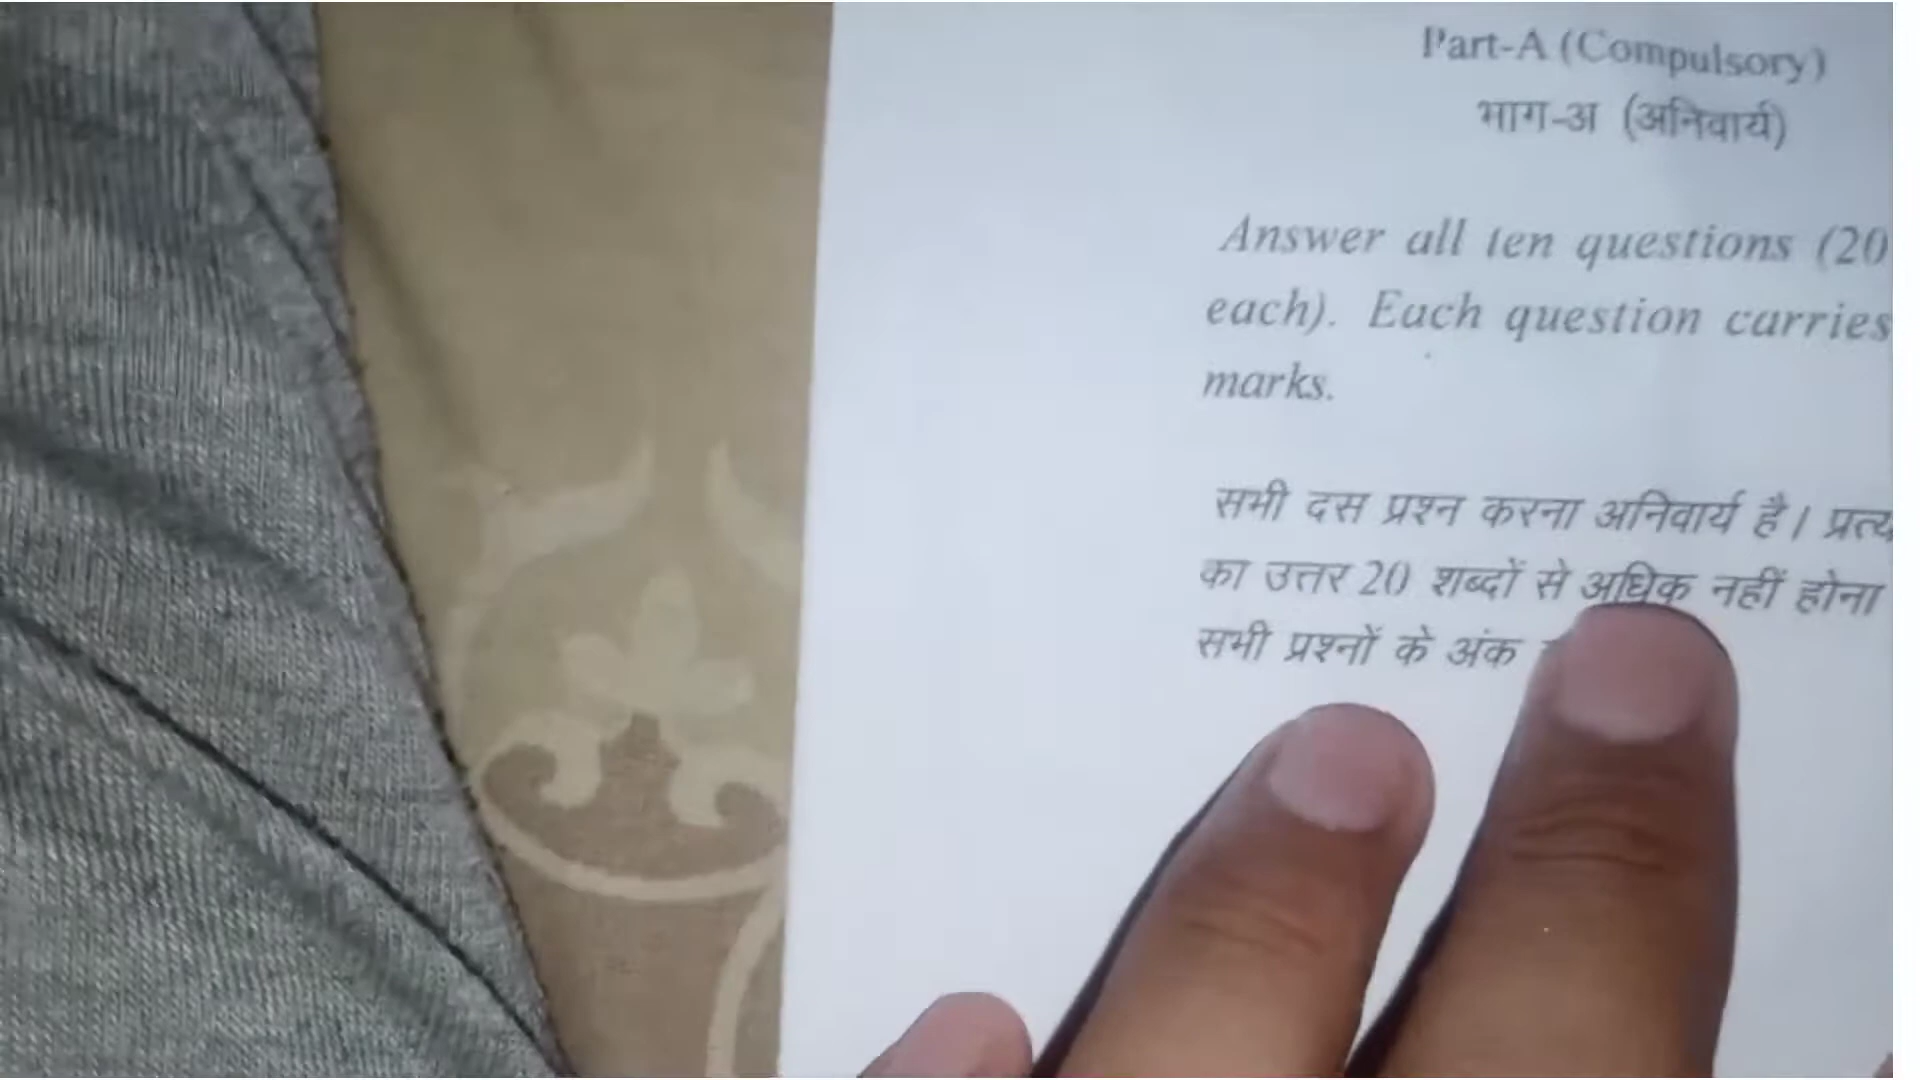 Part-A (Compulsory)
भाग-अ (अनिवार्य)
Answer all ten questions (20
each). Each question carries
marks.
सभी दस प्रश्न करना अनिवार्य है। 
का उत्तर 20 शब्दों से अधिक नहीं होना
सभी प्रश्नों के अंक